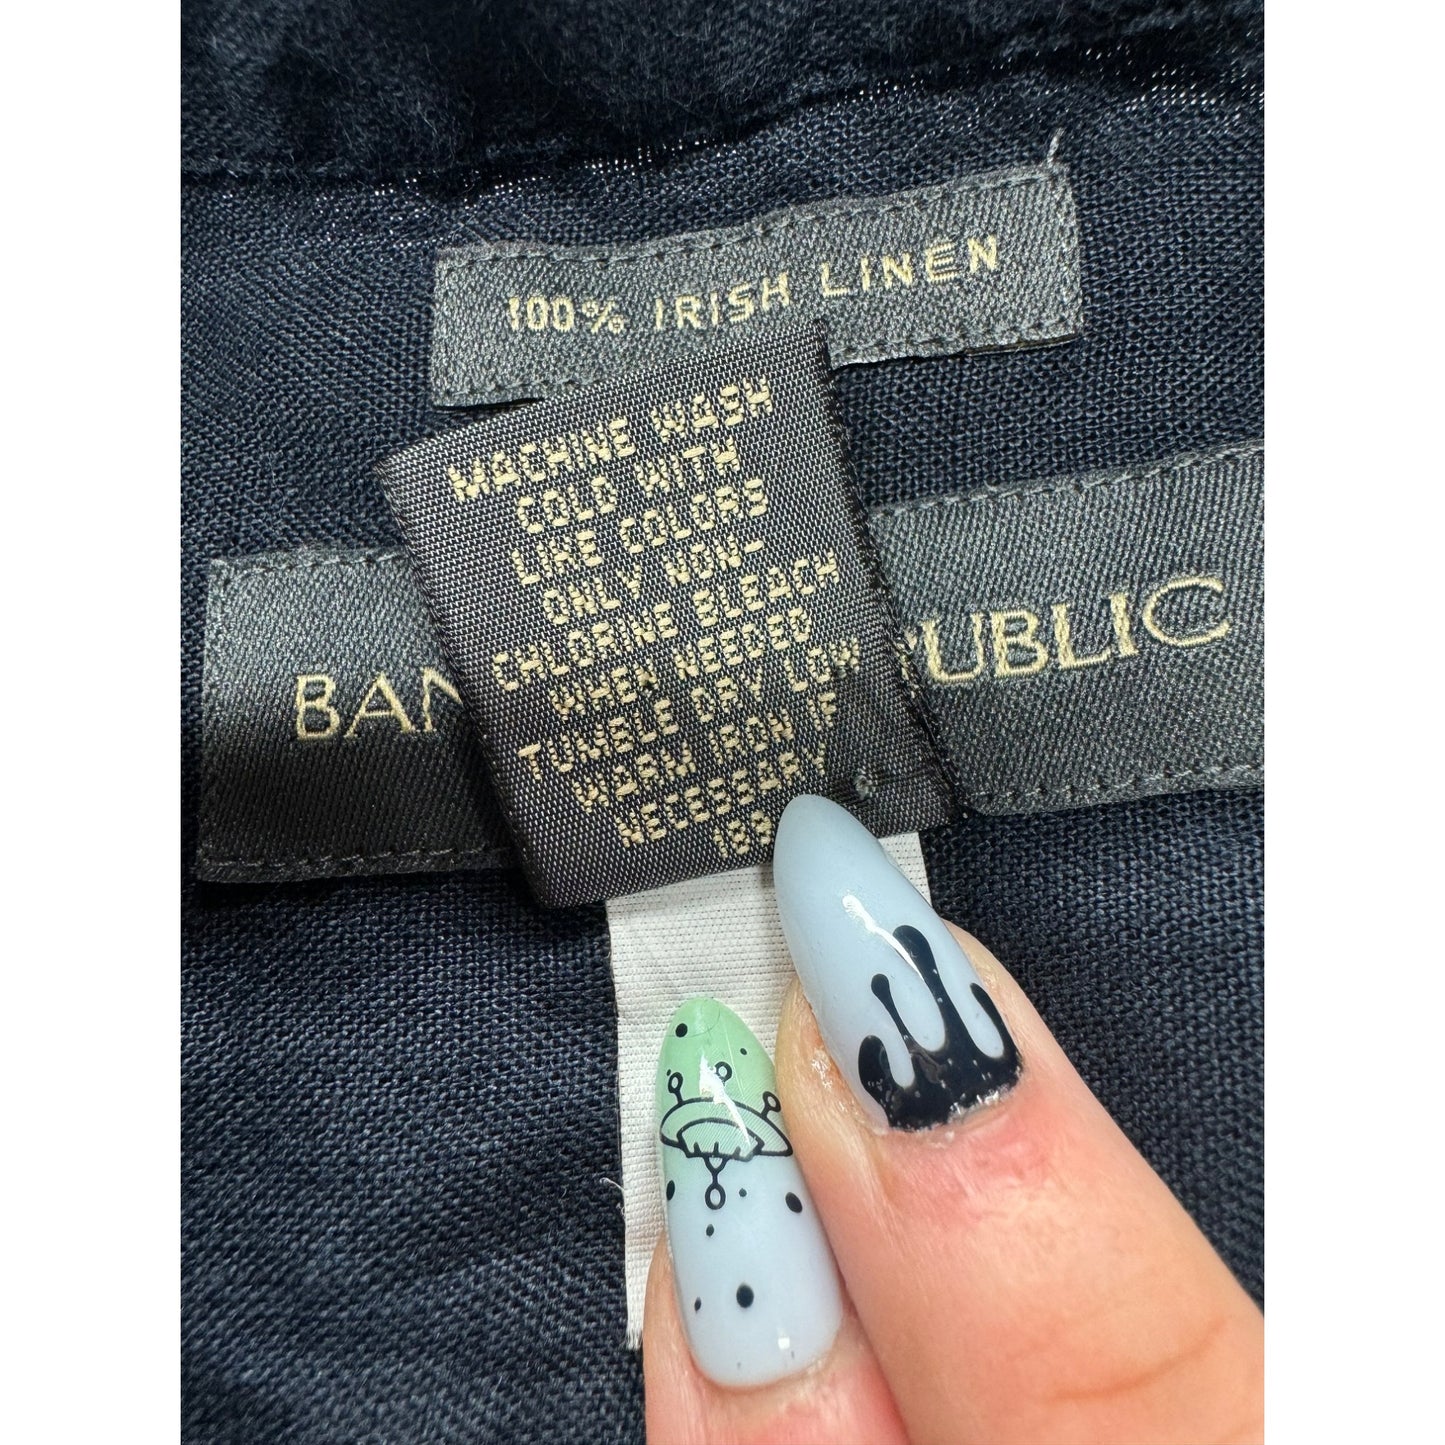 100% IRISH LINEN
MACHINE WASH
COLD WITH
LIKE COLORS
ONLY NON-
CHLORINE BLEACH
WHEN NEEDED
TUMBLE DRY LOW
WARM IRON IF
NECESSARY
BAN
PUBLIC